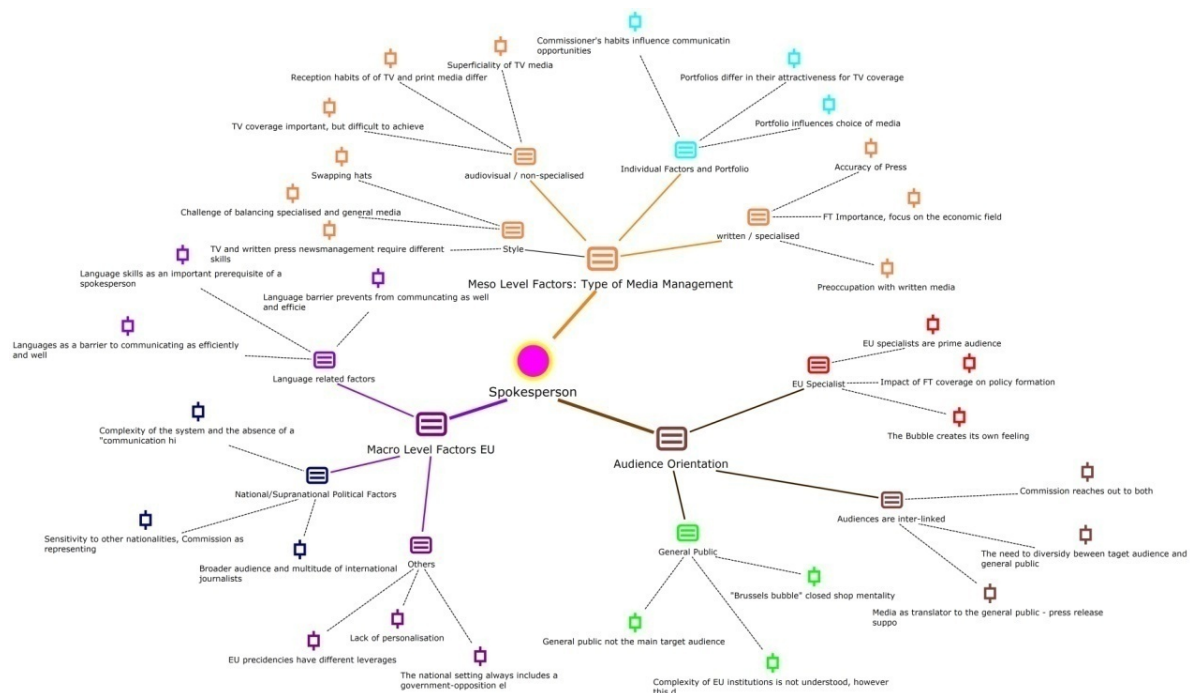 Commissioner's habits influence communicatin
opportunities
Superficiality of TV media
Reception habits of of TV and print media differ
Portfolios differ in their attractiveness for TV coverage
TV coverage important, but difficult to achieve
Portfolio influences choice of media
audiovisual / non-specialised
Individual Factors and Portfolio
Accuracy of Press
Swapping hats
Challenge of balancing specialised and general media
FT Importance, focus on the economic field
written / specialised
TV and written press newsmanagement require different
skills
Style
Meso Level Factors: Type of Media Management
Preoccupation with written media
Language skills as an important prerequisite of a
spokesperson
Language barrier prevents from communcating as well
and efficie
Languages as a barrier to communicating as efficiently
and well
Language related factors
Spokesperson
EU specialists are prime audience
EU Specialist
Impact of FT coverage on policy formation
The Bubble creates its own feeling
Complexity of the system and the absence of a
"communication hi
Macro Level Factors EU
Audience Orientation
National/Supranational Political Factors
Commission reaches out to both
Audiences are inter-linked
Sensitivity to other nationalities, Commission as
representing
Broader audience and multitude of international
journalists
Others
General Public
The need to diversity beween taget audience and
general public
"Brussels bubble" closed shop mentality
Media as translator to the general public - press release
suppo
Lack of personalisation
General public not the main target audience
EU precidencies have different leverages
The national setting always includes a
government-opposition el
Complexity of EU institutions is not understood, however
this d